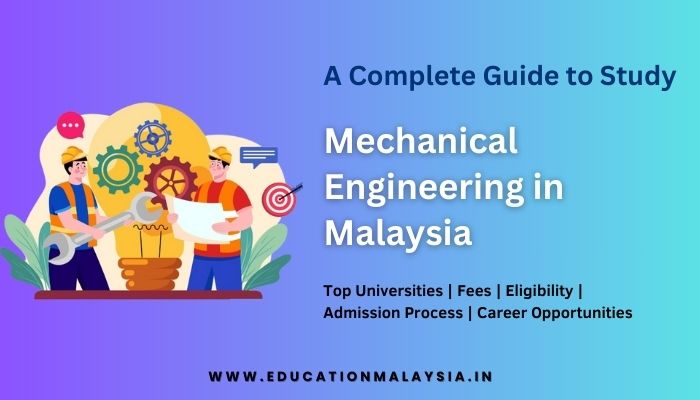 A Complete Guide to Study
Mechanical
Engineering in
Malaysia
Top Universities | Fees | Eligibility |
Admission Process | Career Opportunities
WWW.EDUCATIONMALAYSIA.IN